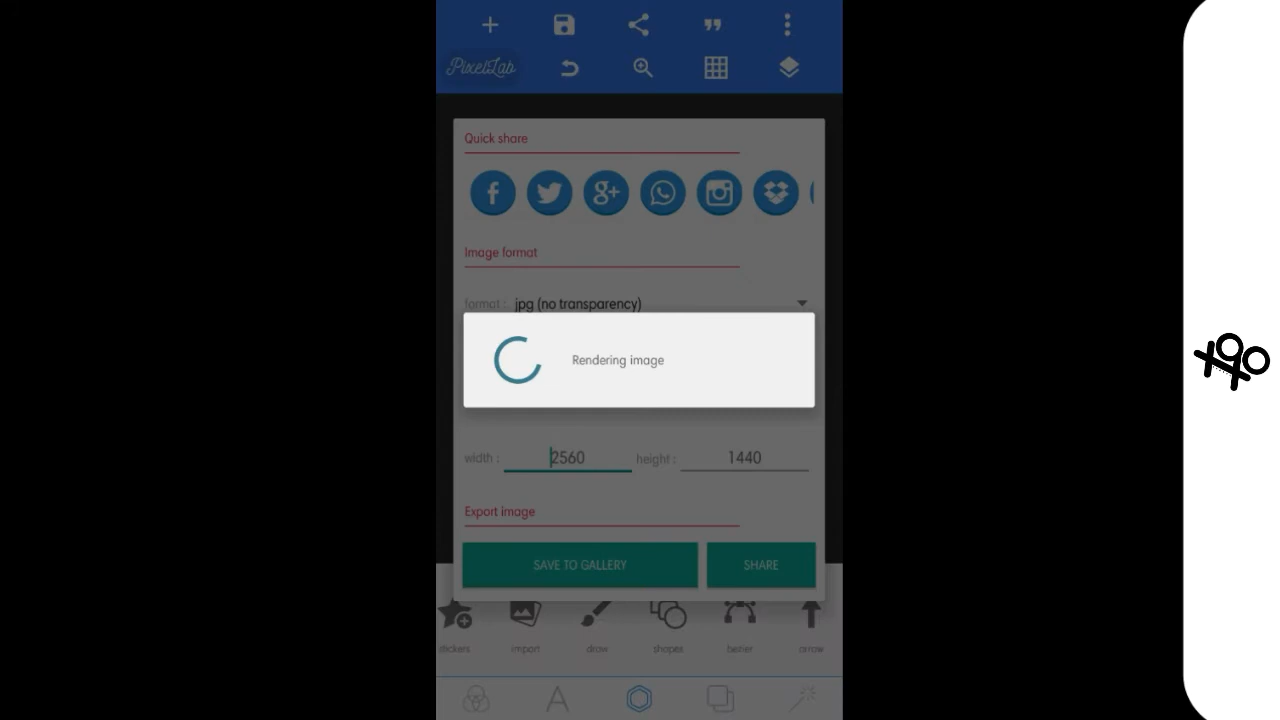 PixelLab
Quick share
Image format
format : jpg (no transparency)
Rendering image
width : 2560 height : 1440
Export image
SAVE TO GALLERY SHARE
stickers import draw shapes bezier arrow